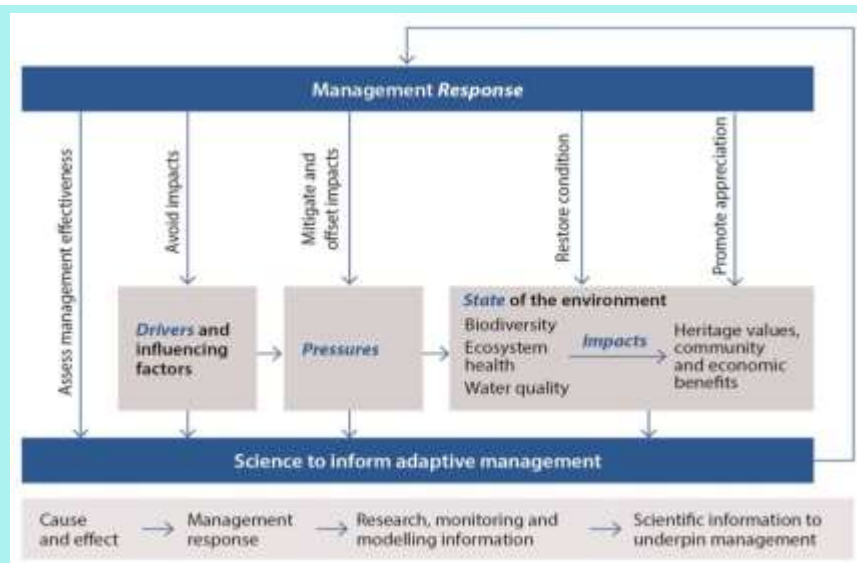 Management Response
Assess management effectiveness
Avoid impacts
Mitigate and
offset impacts
Restore condition
Promote appreciation
Drivers and
influencing
factors
Pressures
State of the environment
Biodiversity
Ecosystem
health
Water quality
Impacts
Heritage values,
community
and economic
benefits
Science to inform adaptive management
Cause
and effect
Management
response
Research, monitoring and
modelling information
Scientific information to
underpin management